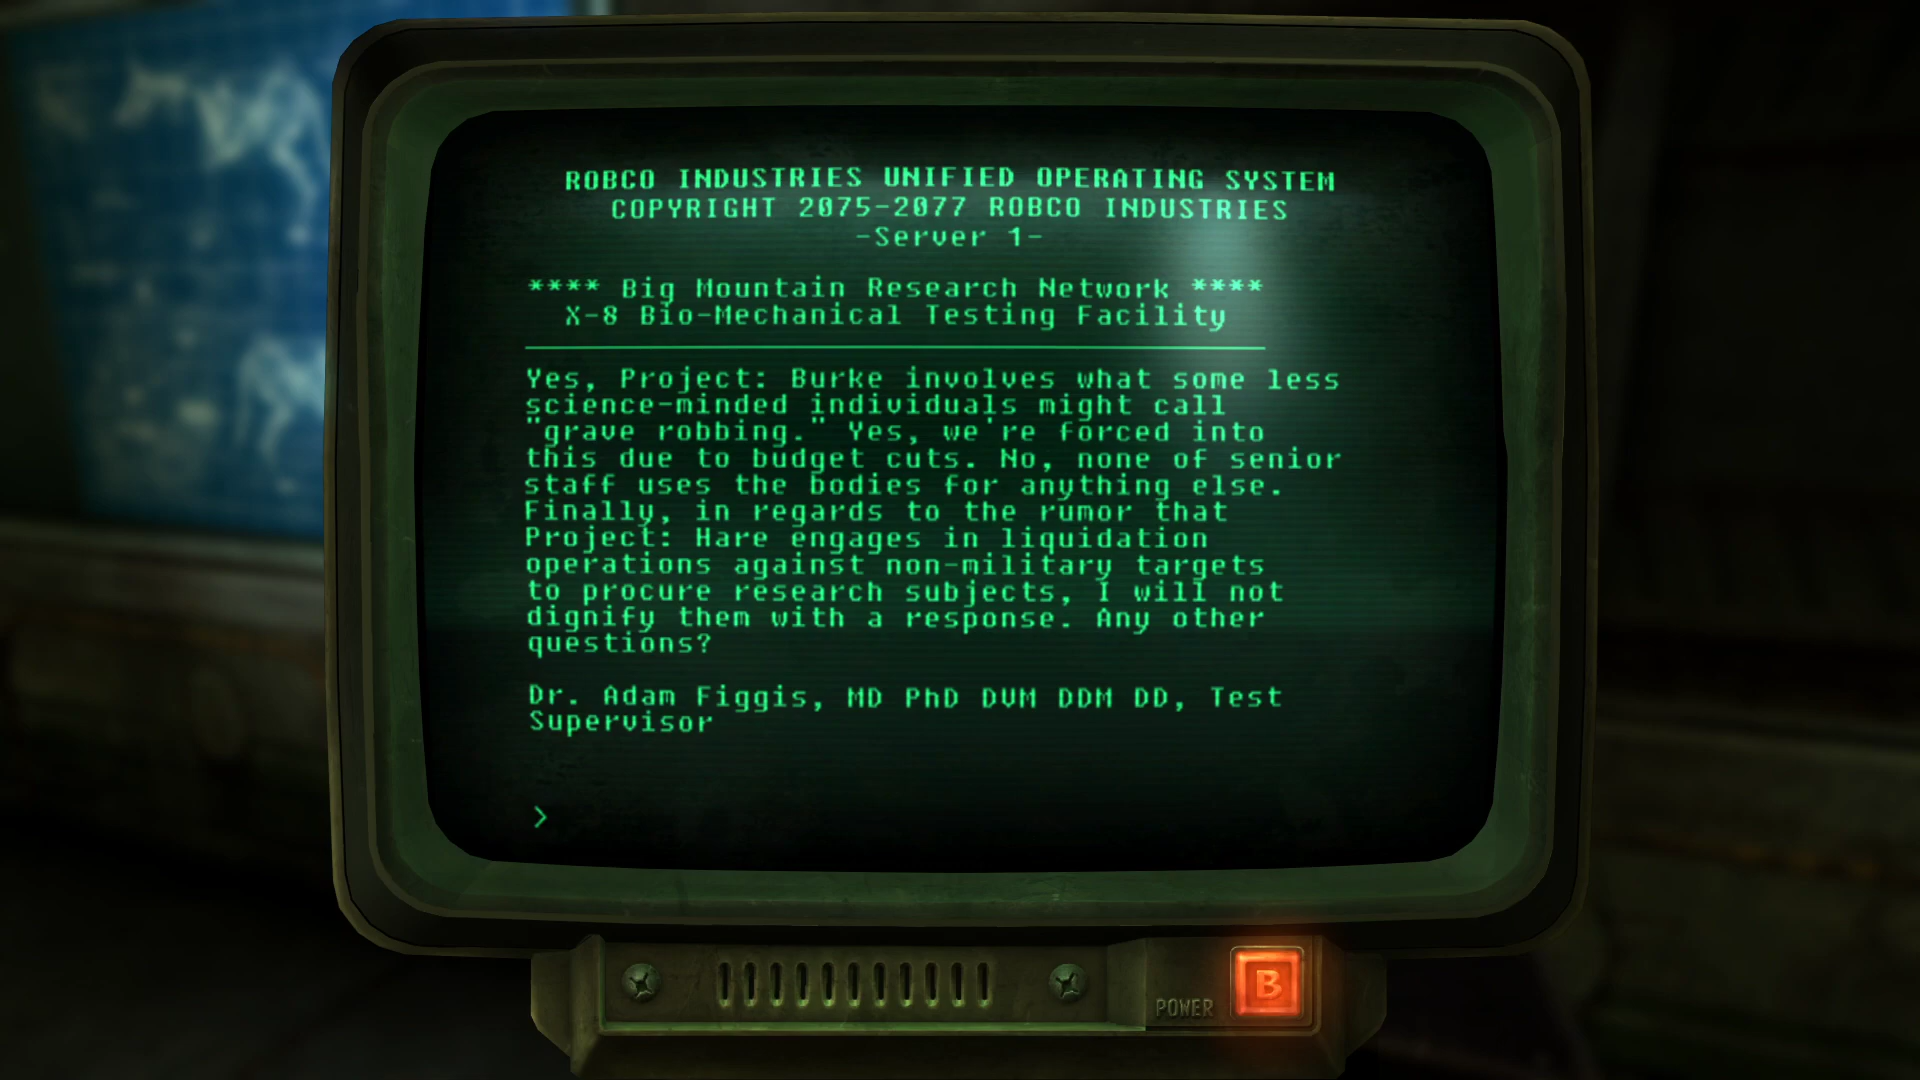 ROBCO INDUSTRIES UNIFIED OPERATING SYSTEM
COPYRIGHT 2075-2077 ROBCO INDUSTRIES
-Server 1-
**** Big Mountain Research Network ****
X-8 Bio-Mechanical Testing Facility
Yes, Project: Burke involves what some less
science-minded individuals might call
"grave robbing." Yes, we're forced into
this due to budget cuts. No, none of senior
staff uses the bodies for anything else.
Finally, in regards to the rumor that
Project: Hare engages in liquidation
operations against non-military targets
to procure research subjects, I will not
dignify them with a response. Any other
questions?
Dr. Adam Figgis, MD PhD DVM DDM DD, Test
Supervisor
>
POWER
B